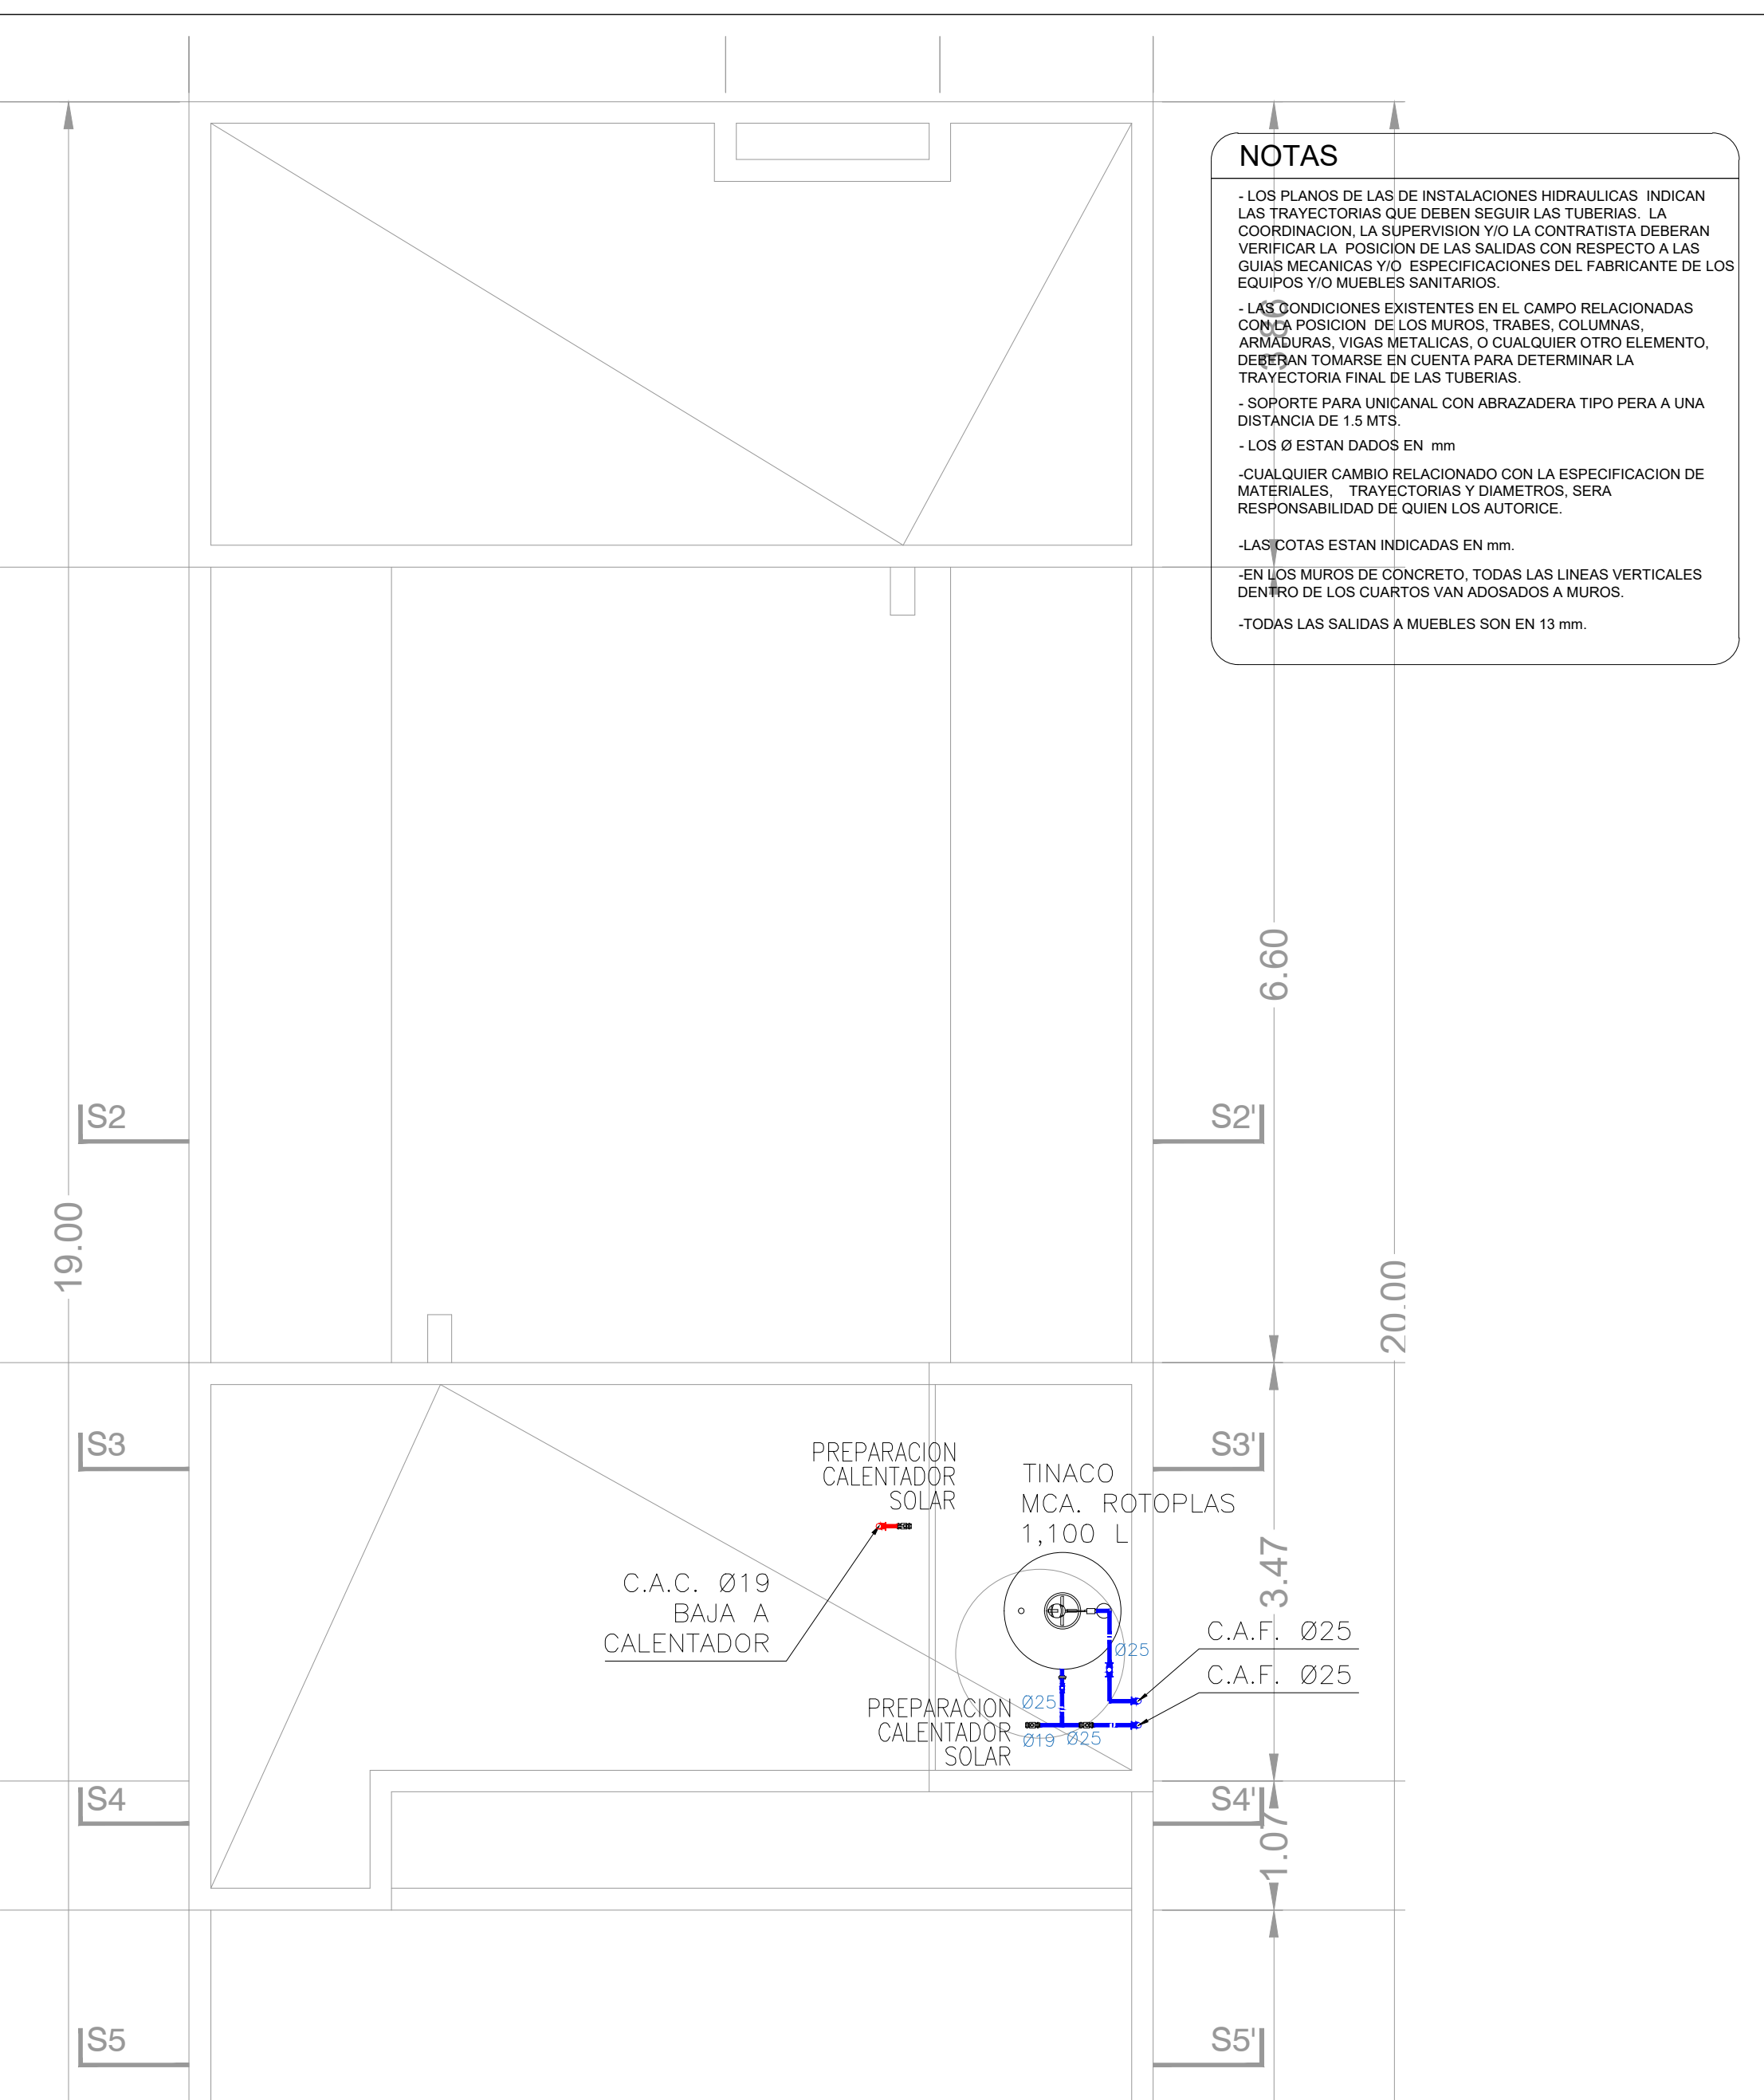 NOTAS
- LOS PLANOS DE LAS DE INSTALACIONES HIDRAULICAS INDICAN
LAS TRAYECTORIAS QUE DEBEN SEGUIR LAS TUBERIAS. LA
COORDINACION, LA SUPERVISION Y/O LA CONTRATISTA DEBERAN
VERIFICAR LA POSICION DE LAS SALIDAS CON RESPECTO A LAS
GUIAS MECANICAS Y/O ESPECIFICACIONES DEL FABRICANTE DE LOS
EQUIPOS Y/O MUEBLES SANITARIOS.
- LAS CONDICIONES EXISTENTES EN EL CAMPO RELACIONADAS
CON LA POSICION DE LOS MUROS, TRABES, COLUMNAS,
ARMADURAS, VIGAS METALICAS, O CUALQUIER OTRO ELEMENTO,
DEBERAN TOMARSE EN CUENTA PARA DETERMINAR LA
TRAYECTORIA FINAL DE LAS TUBERIAS.
- SOPORTE PARA UNICANAL CON ABRAZADERA TIPO PERA A UNA
DISTANCIA DE 1.5 MTS.
- LOS Ø ESTAN DADOS EN mm
-CUALQUIER CAMBIO RELACIONADO CON LA ESPECIFICACION DE
MATERIALES, TRAYECTORIAS Y DIAMETROS, SERA
RESPONSABILIDAD DE QUIEN LOS AUTORICE.
-LAS COTAS ESTAN INDICADAS EN mm.
-EN LOS MUROS DE CONCRETO, TODAS LAS LINEAS VERTICALES
DENTRO DE LOS CUARTOS VAN ADOSADOS A MUROS.
-TODAS LAS SALIDAS A MUEBLES SON EN 13 mm.
3.86
6.60
S2
S2'
19.00
20.00
S3
S3'
PREPARACION
CALENTADOR
SOLAR
TINACO
MCA. ROTOPLAS
1,100 L
3.47
C.A.C. Ø19
BAJA A
CALENTADOR
C.A.F. Ø25
C.A.F. Ø25
Ø25
Ø25
PREPARACION
CALENTADOR
SOLAR
Ø19
Ø25
S4
S4'
1.07
S5
S5'